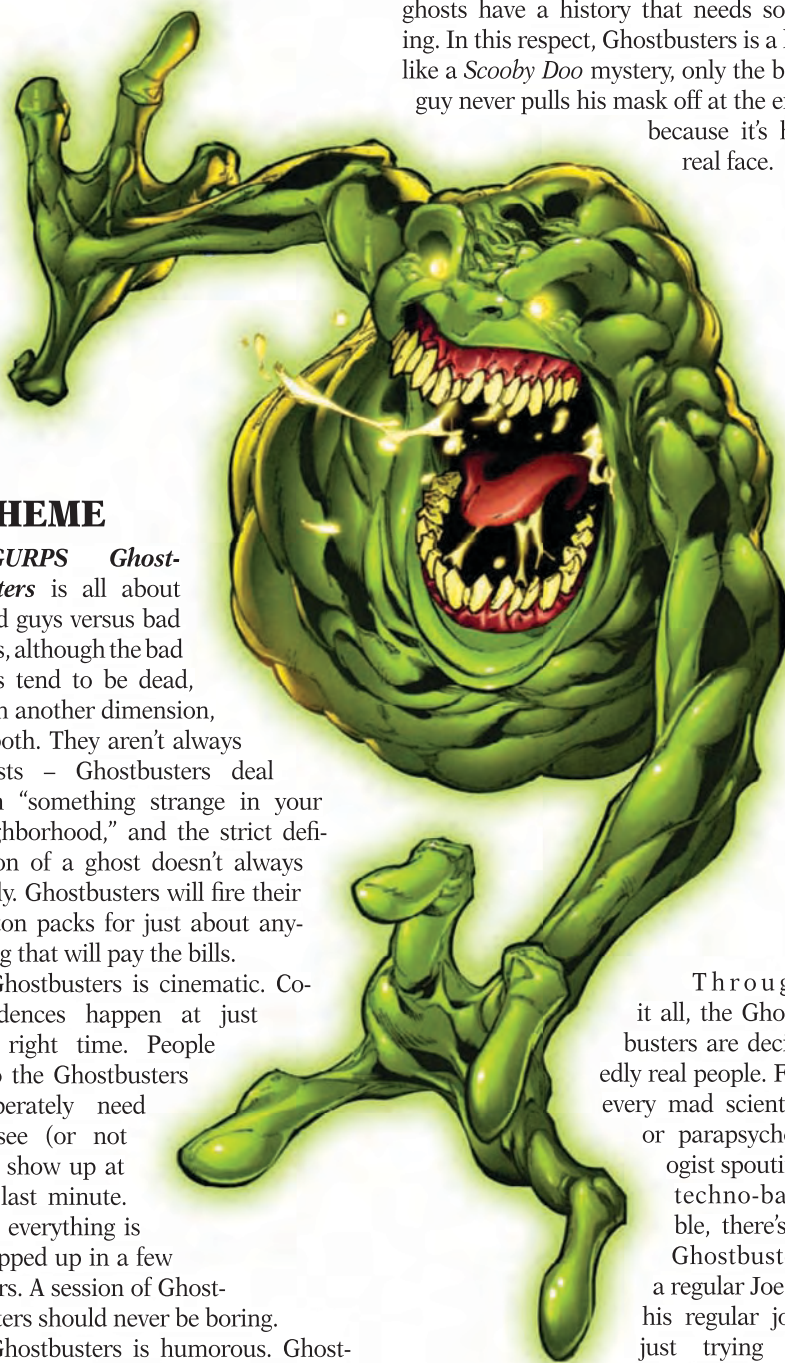 ghosts have a history that needs so
ing. In this respect, Ghostbusters is a
like a Scooby Doo mystery, only the b
guy never pulls his mask off at the e
because it's h
real face.
HEME
GURPS Ghost-
ters is all about
d guys versus bad
s, although the bad
s tend to be dead,
n another dimension,
both. They aren't always
sts – Ghostbusters deal
h "something strange in your
ghborhood," and the strict defi-
on of a ghost doesn't always
ly. Ghostbusters will fire their
ton packs for just about any-
g that will pay the bills.
Ghostbusters is cinematic. Co-
dences happen at just
right time. People
o the Ghostbusters
perately need
see (or not
show up at
last minute.
everything is
pped up in a few
rs. A session of Ghost-
ters should never be boring.
Ghostbusters is humorous. Ghost-
Throug
it all, the Gho
busters are deci
edly real people. F
every mad scient
or parapsycho
ogist spouti
techno-ba
ble, there's
Ghostbust
a regular Joe
his regular jo
just trying